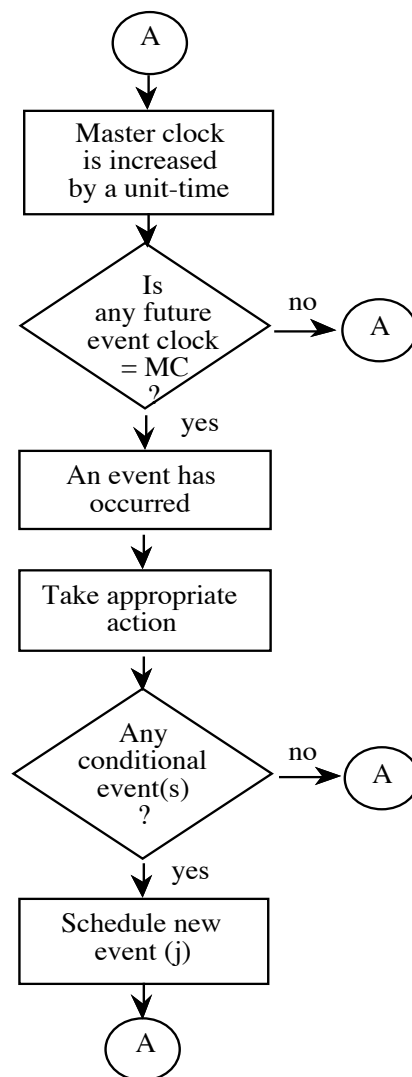 A
Master clock
is increased
by a unit-time
Is
any future
event clock
= MC
?
no
A
yes
An event has
occurred
Take appropriate
action
Any
conditional
event(s)
?
no
A
yes
Schedule new
event (j)
A